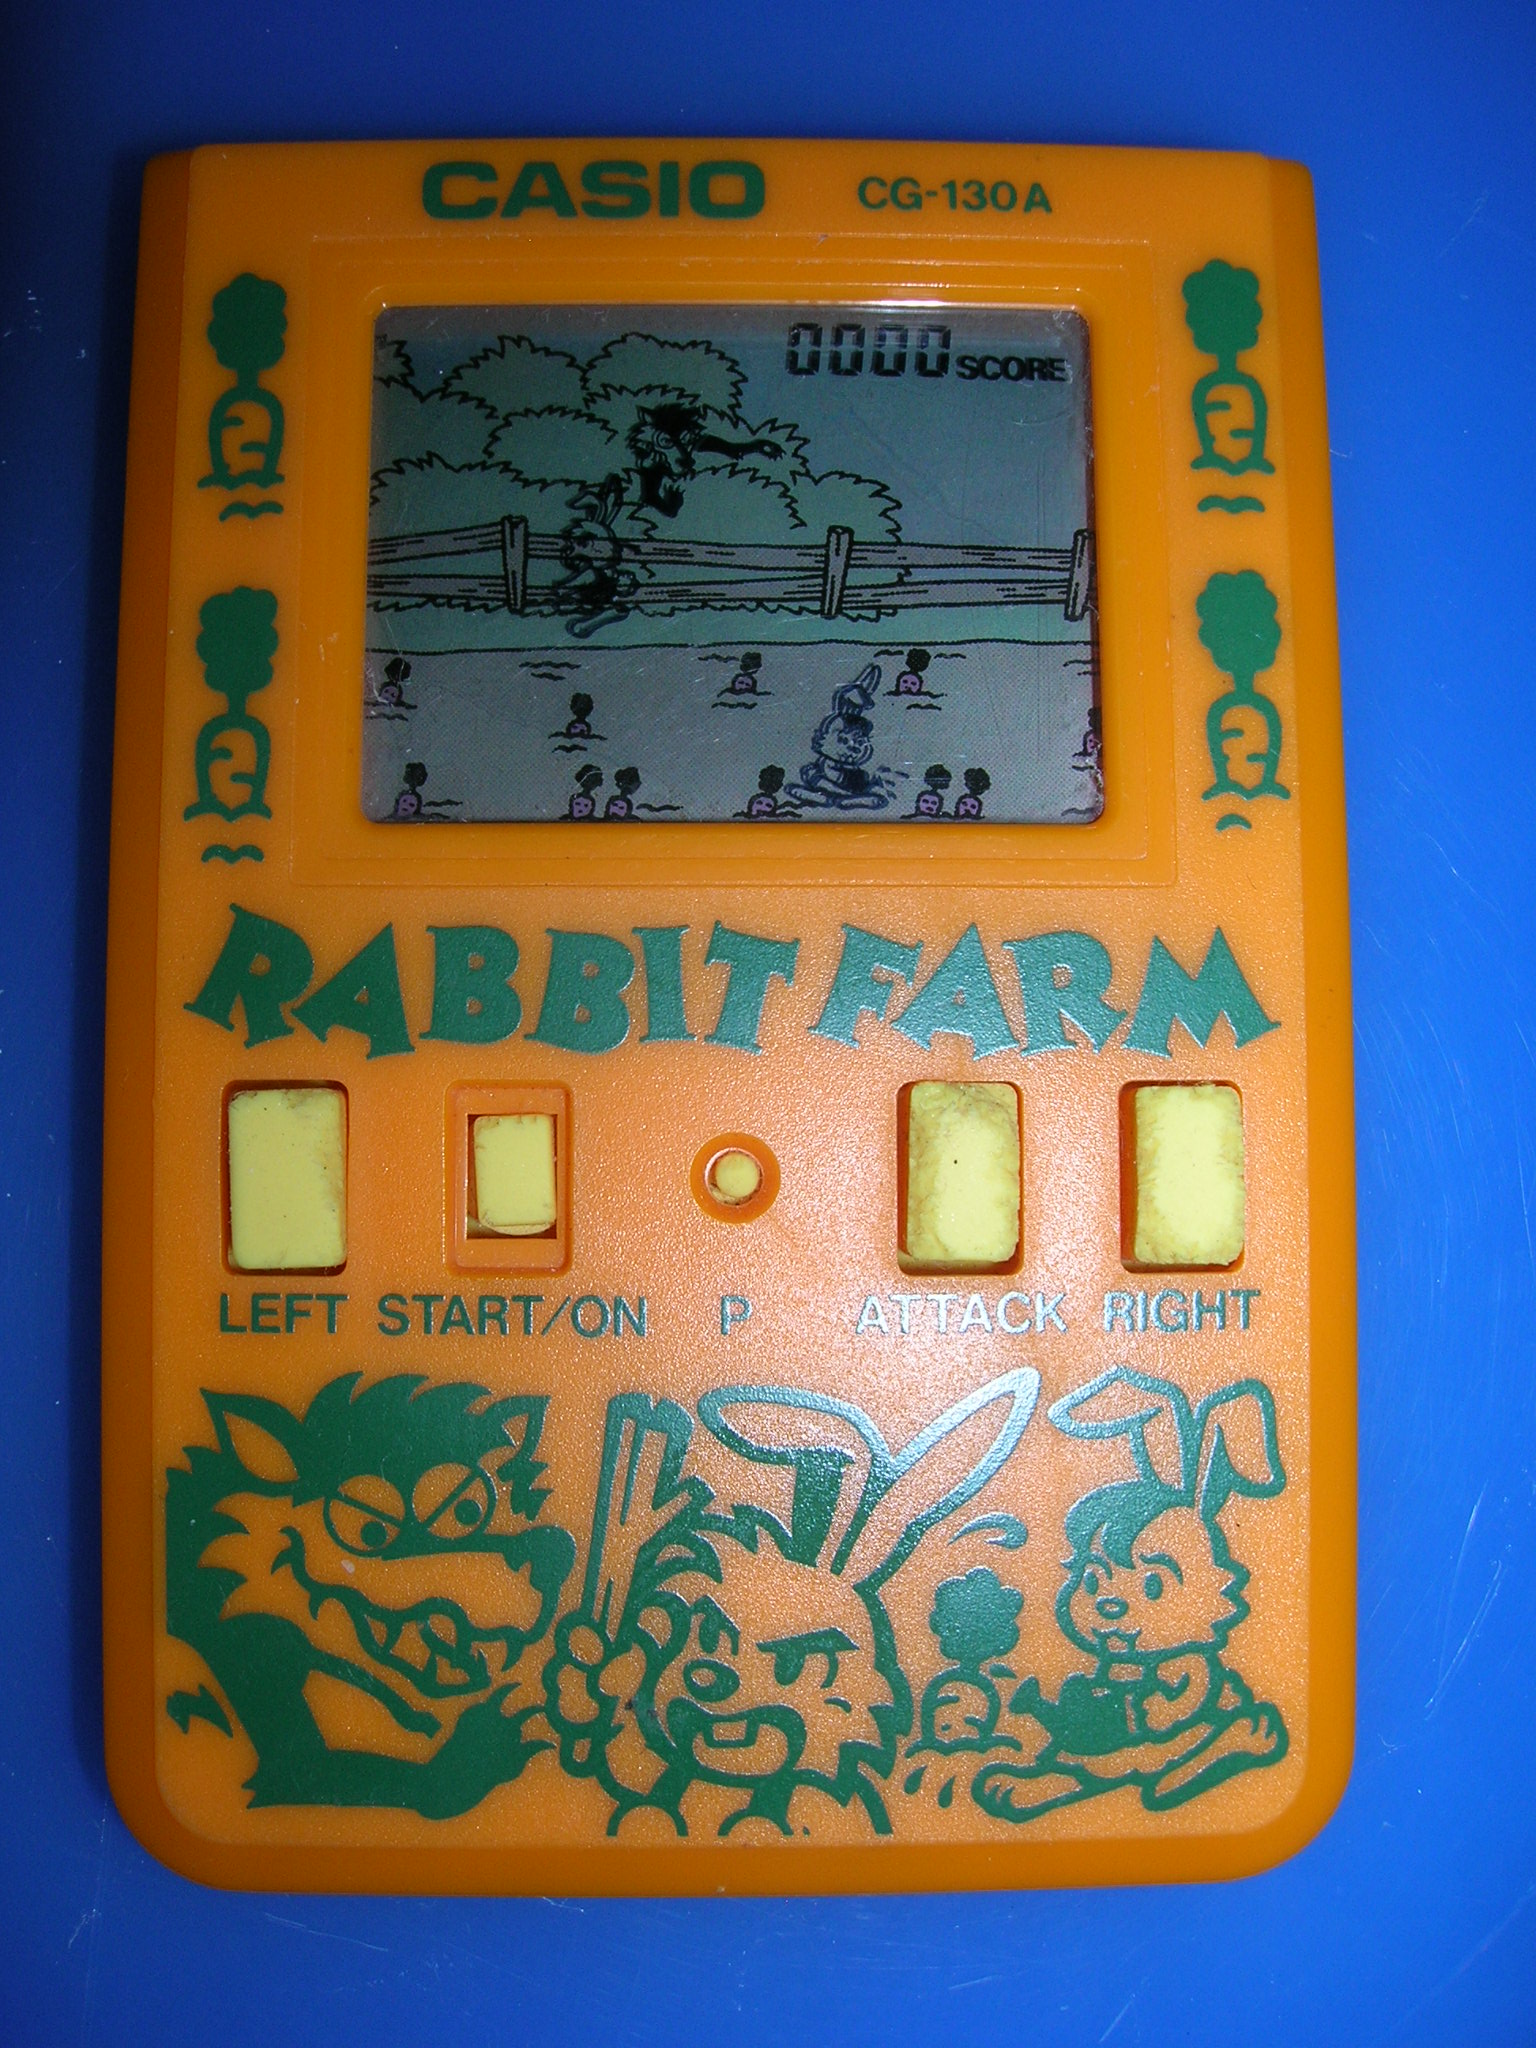 CASIO CG-130A
0000 SCORE
RABBIT FARM
LEFT START/ON P ATTACK RIGHT